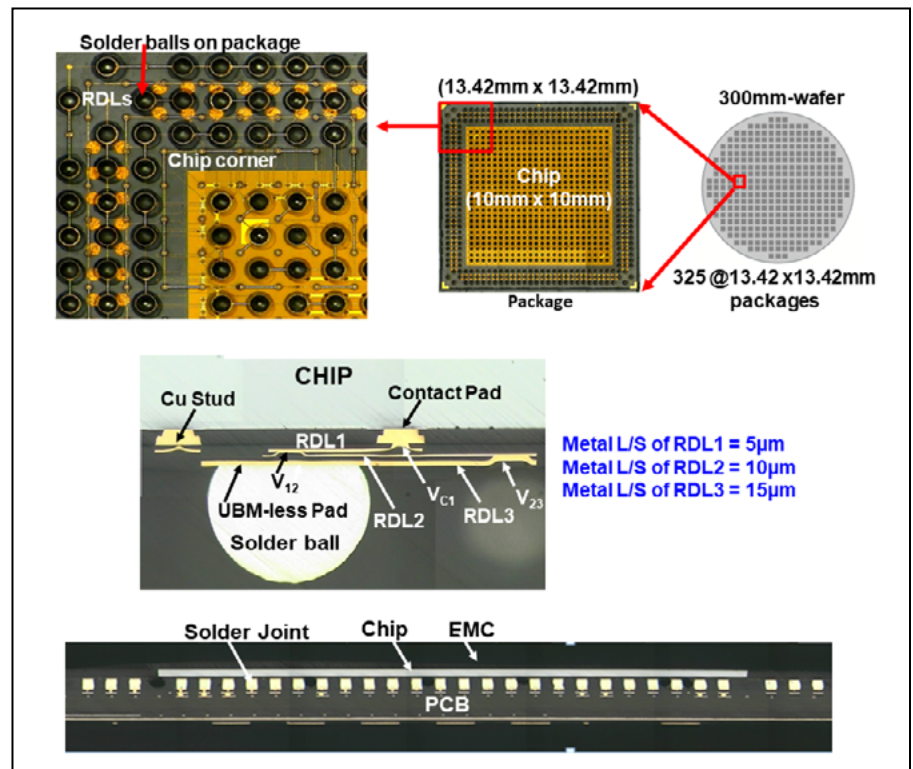 Solder balls on package
RDLs
Chip corner
(13.42mm x 13.42mm)
Chip
(10mm x 10mm)
Package
300mm-wafer
325 @13.42 x13.42mm
packages
CHIP
Cu Stud
Contact Pad
RDL1
V12
VC1
V23
UBM-less Pad
RDL2
RDL3
Solder ball
Metal L/S of RDL1 = 5µm
Metal L/S of RDL2 = 10µm
Metal L/S of RDL3 = 15µm
Solder Joint
Chip
EMC
PCB